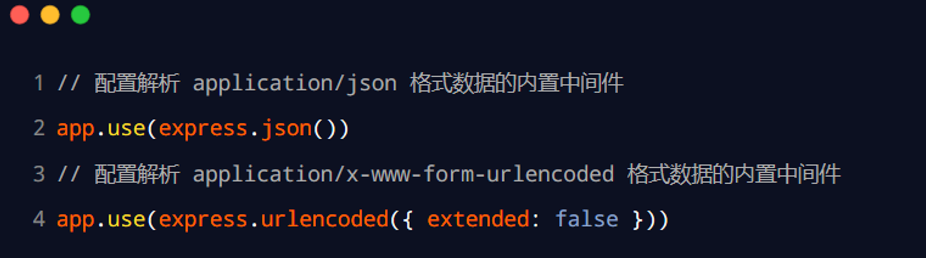 1 // 配置解析 application/json 格式数据的内置中间件
2 app.use(express.json())
3 // 配置解析 application/x-www-form-urlencoded 格式数据的内置中间件
4 app.use(express.urlencoded({ extended: false }))